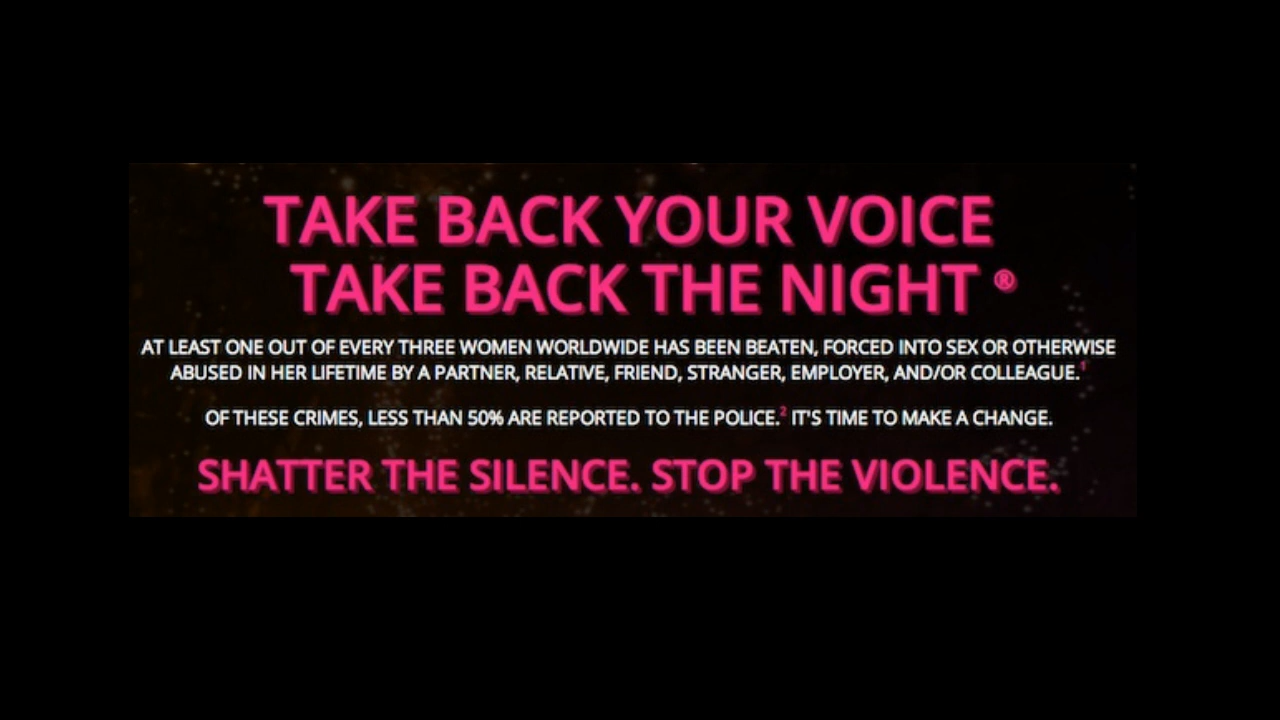 TAKE BACK YOUR VOICE
TAKE BACK THE NIGHT ®
AT LEAST ONE OUT OF EVERY THREE WOMEN WORLDWIDE HAS BEEN BEATEN, FORCED INTO SEX OR OTHERWISE
ABUSED IN HER LIFETIME BY A PARTNER, RELATIVE, FRIEND, STRANGER, EMPLOYER, AND/OR COLLEAGUE.¹
OF THESE CRIMES, LESS THAN 50% ARE REPORTED TO THE POLICE.² IT'S TIME TO MAKE A CHANGE.
SHATTER THE SILENCE. STOP THE VIOLENCE.